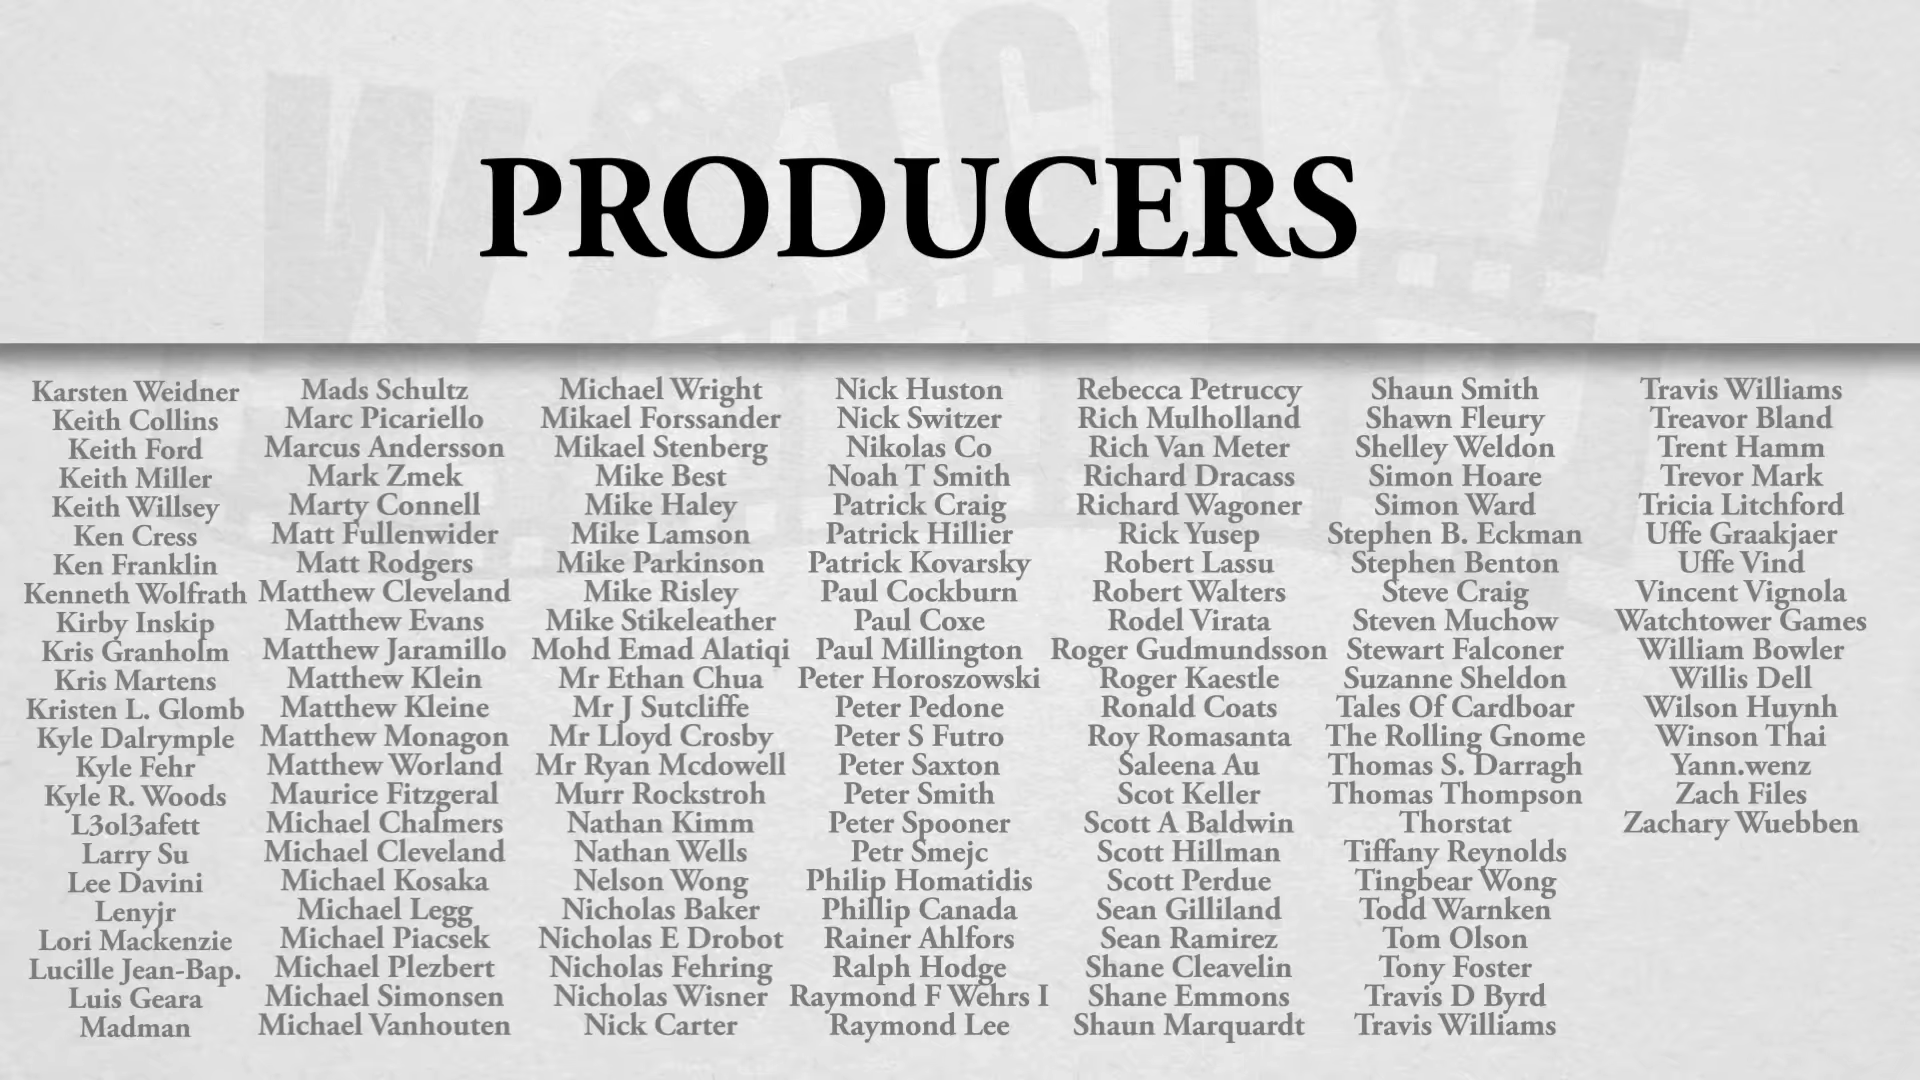 WATCH IT
PRODUCERS
Karsten Weidner
Keith Collins
Keith Ford
Keith Miller
Keith Willsey
Ken Cress
Ken Franklin
Kenneth Wolfrath
Kirby Inskip
Kris Granholm
Kris Martens
Kristen L. Glomb
Kyle Dalrymple
Kyle Fehr
Kyle R. Woods
L3ol3afett
Larry Su
Lee Davini
Lenyjr
Lori Mackenzie
Lucille Jean-Bap.
Luis Geara
Madman
Mads Schultz
Marc Picariello
Marcus Andersson
Mark Zmek
Marty Connell
Matt Fullenwider
Matt Rodgers
Matthew Cleveland
Matthew Evans
Matthew Jaramillo
Matthew Klein
Matthew Kleine
Matthew Monagon
Matthew Worland
Maurice Fitzgeral
Michael Chalmers
Michael Cleveland
Michael Kosaka
Michael Legg
Michael Piacsek
Michael Plezbert
Michael Simonsen
Michael Vanhouten
Michael Wright
Mikael Forssander
Mikael Stenberg
Mike Best
Mike Haley
Mike Lamson
Mike Parkinson
Mike Risley
Mike Stikeleather
Mohd Emad Alatiqi
Mr Ethan Chua
Mr J Sutcliffe
Mr Lloyd Crosby
Mr Ryan Mcdowell
Murr Rockstroh
Nathan Kimm
Nathan Wells
Nelson Wong
Nicholas Baker
Nicholas E Drobot
Nicholas Fehring
Nicholas Wisner
Nick Carter
Nick Huston
Nick Switzer
Nikolas Co
Noah T Smith
Patrick Craig
Patrick Hillier
Patrick Kovarsky
Paul Cockburn
Paul Coxe
Paul Millington
Peter Horoszowski
Peter Pedone
Peter S Futro
Peter Saxton
Peter Smith
Peter Spooner
Petr Smejc
Philip Homatidis
Phillip Canada
Rainer Ahlfors
Ralph Hodge
Raymond F Wehrs I
Raymond Lee
Rebecca Petruccy
Rich Mulholland
Rich Van Meter
Richard Dracass
Richard Wagoner
Rick Yusep
Robert Lassu
Robert Walters
Rodel Virata
Roger Gudmundsson
Roger Kaestle
Ronald Coats
Roy Romasanta
Saleena Au
Scot Keller
Scott A Baldwin
Scott Hillman
Scott Perdue
Sean Gilliland
Sean Ramirez
Shane Cleavelin
Shane Emmons
Shaun Marquardt
Shaun Smith
Shawn Fleury
Shelley Weldon
Simon Hoare
Simon Ward
Stephen B. Eckman
Stephen Benton
Steve Craig
Steven Muchow
Stewart Falconer
Suzanne Sheldon
Tales Of Cardboar
The Rolling Gnome
Thomas S. Darragh
Thomas Thompson
Thorstat
Tiffany Reynolds
Tingbear Wong
Todd Warnken
Tom Olson
Tony Foster
Travis D Byrd
Travis Williams
Travis Williams
Treavor Bland
Trent Hamm
Trevor Mark
Tricia Litchford
Uffe Graakjaer
Uffe Vind
Vincent Vignola
Watchtower Games
William Bowler
Willis Dell
Wilson Huynh
Winson Thai
Yann.wenz
Zach Files
Zachary Wuebben